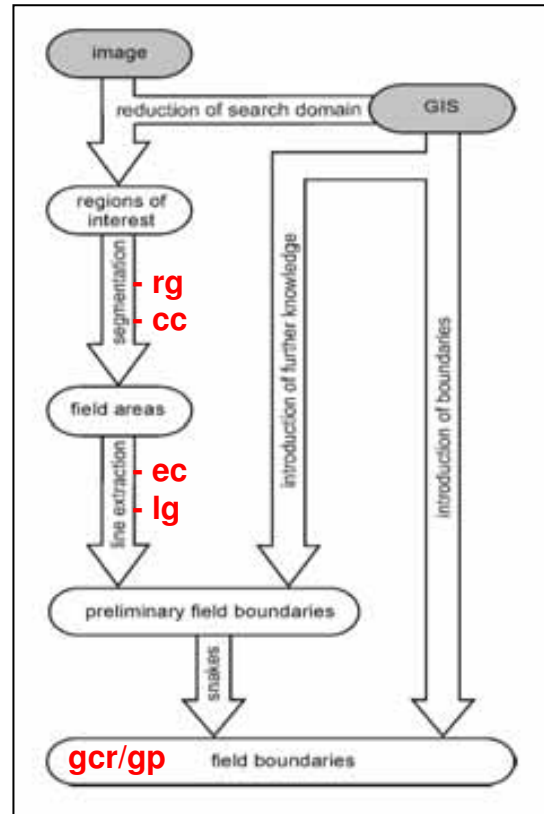 image
reduction of search domain
GIS
regions of
interest
segmentation
- rg
- cc
field areas
line extraction
- ec
- lg
introduction of further knowledge
introduction of boundaries
preliminary field boundaries
snakes
gcr/gp
field boundaries